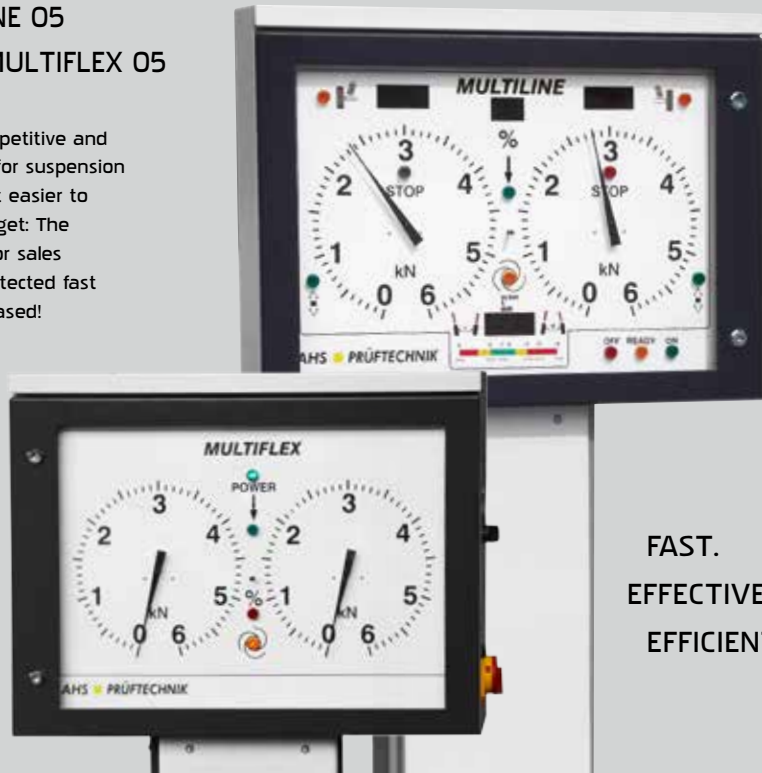 NE 05
MULTIFLEX 05
petitive and
for suspension
easier to
get: The
or sales
tected fast
ased!
MULTILINE
%
3
2
STOP
4
1
5
kN
0 6
3
2
STOP
4
1
5
kN
0 6
AHS PRÜFTECHNIK
OFF READY ON
MULTIFLEX
POWER
3
2
4
1
5
kN
0 6
%
3
2
4
1
5
kN
0 6
AHS PRÜFTECHNIK
FAST.
EFFECTIVE
EFFICIENT